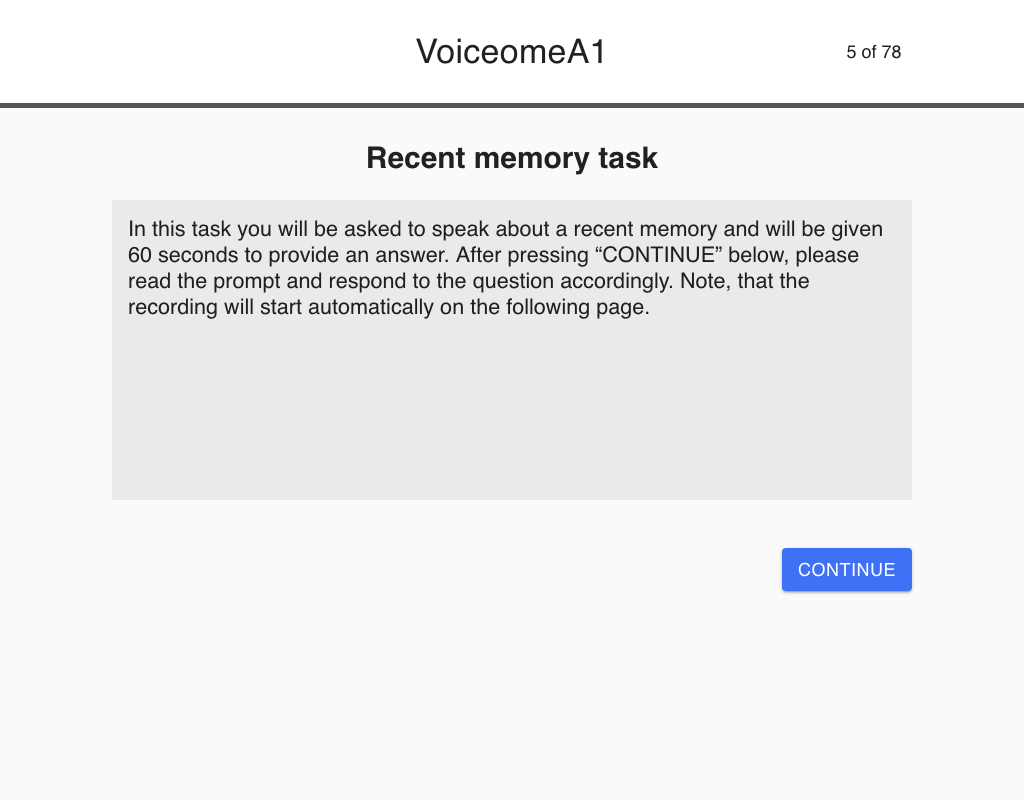 VoiceomeA1
5 of 78
Recent memory task
In this task you will be asked to speak about a recent memory and will be given
60 seconds to provide an answer. After pressing “CONTINUE” below, please
read the prompt and respond to the question accordingly. Note, that the
recording will start automatically on the following page.
CONTINUE